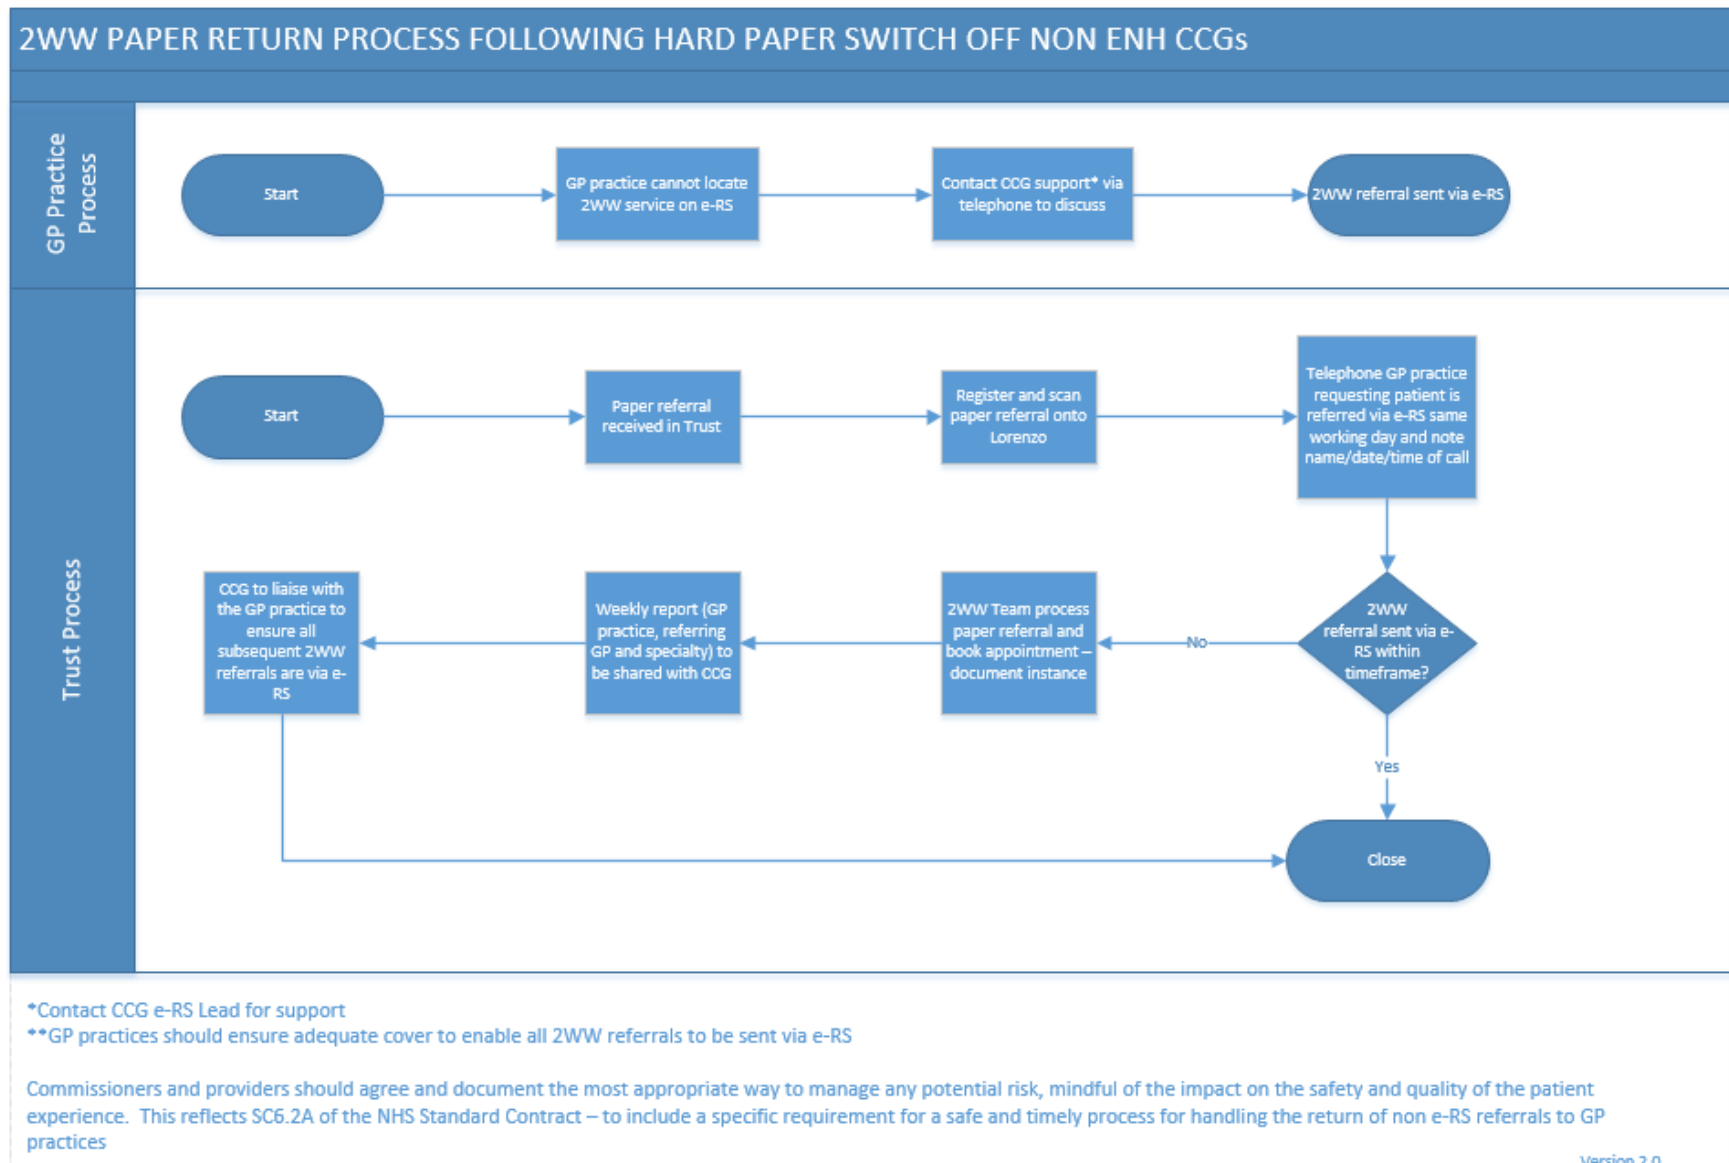 2WW PAPER RETURN PROCESS FOLLOWING HARD PAPER SWITCH OFF NON ENH CCGs
GP Practice
Process
Start
GP practice cannot locate
2WW service on e-RS
Contact CCG support* via
telephone to discuss
2WW referral sent via e-RS
Trust Process
Start
Paper referral
received in Trust
Register and scan
paper referral onto
Lorenzo
Telephone GP practice
requesting patient is
referred via e-RS same
working day and note
name/date/time of call
2WW
referral sent via e-
RS within
timeframe?
No
2WW Team process
paper referral and
book appointment –
document instance
Weekly report (GP
practice, referring
GP and specialty) to
be shared with CCG
CCG to liaise with
the GP practice to
ensure all
subsequent 2WW
referrals are via e-
RS
Yes
Close
*Contact CCG e-RS Lead for support
**GP practices should ensure adequate cover to enable all 2WW referrals to be sent via e-RS
Commissioners and providers should agree and document the most appropriate way to manage any potential risk, mindful of the impact on the safety and quality of the patient
experience.  This reflects SC6.2A of the NHS Standard Contract – to include a specific requirement for a safe and timely process for handling the return of non e-RS referrals to GP
practices
Version 2.0